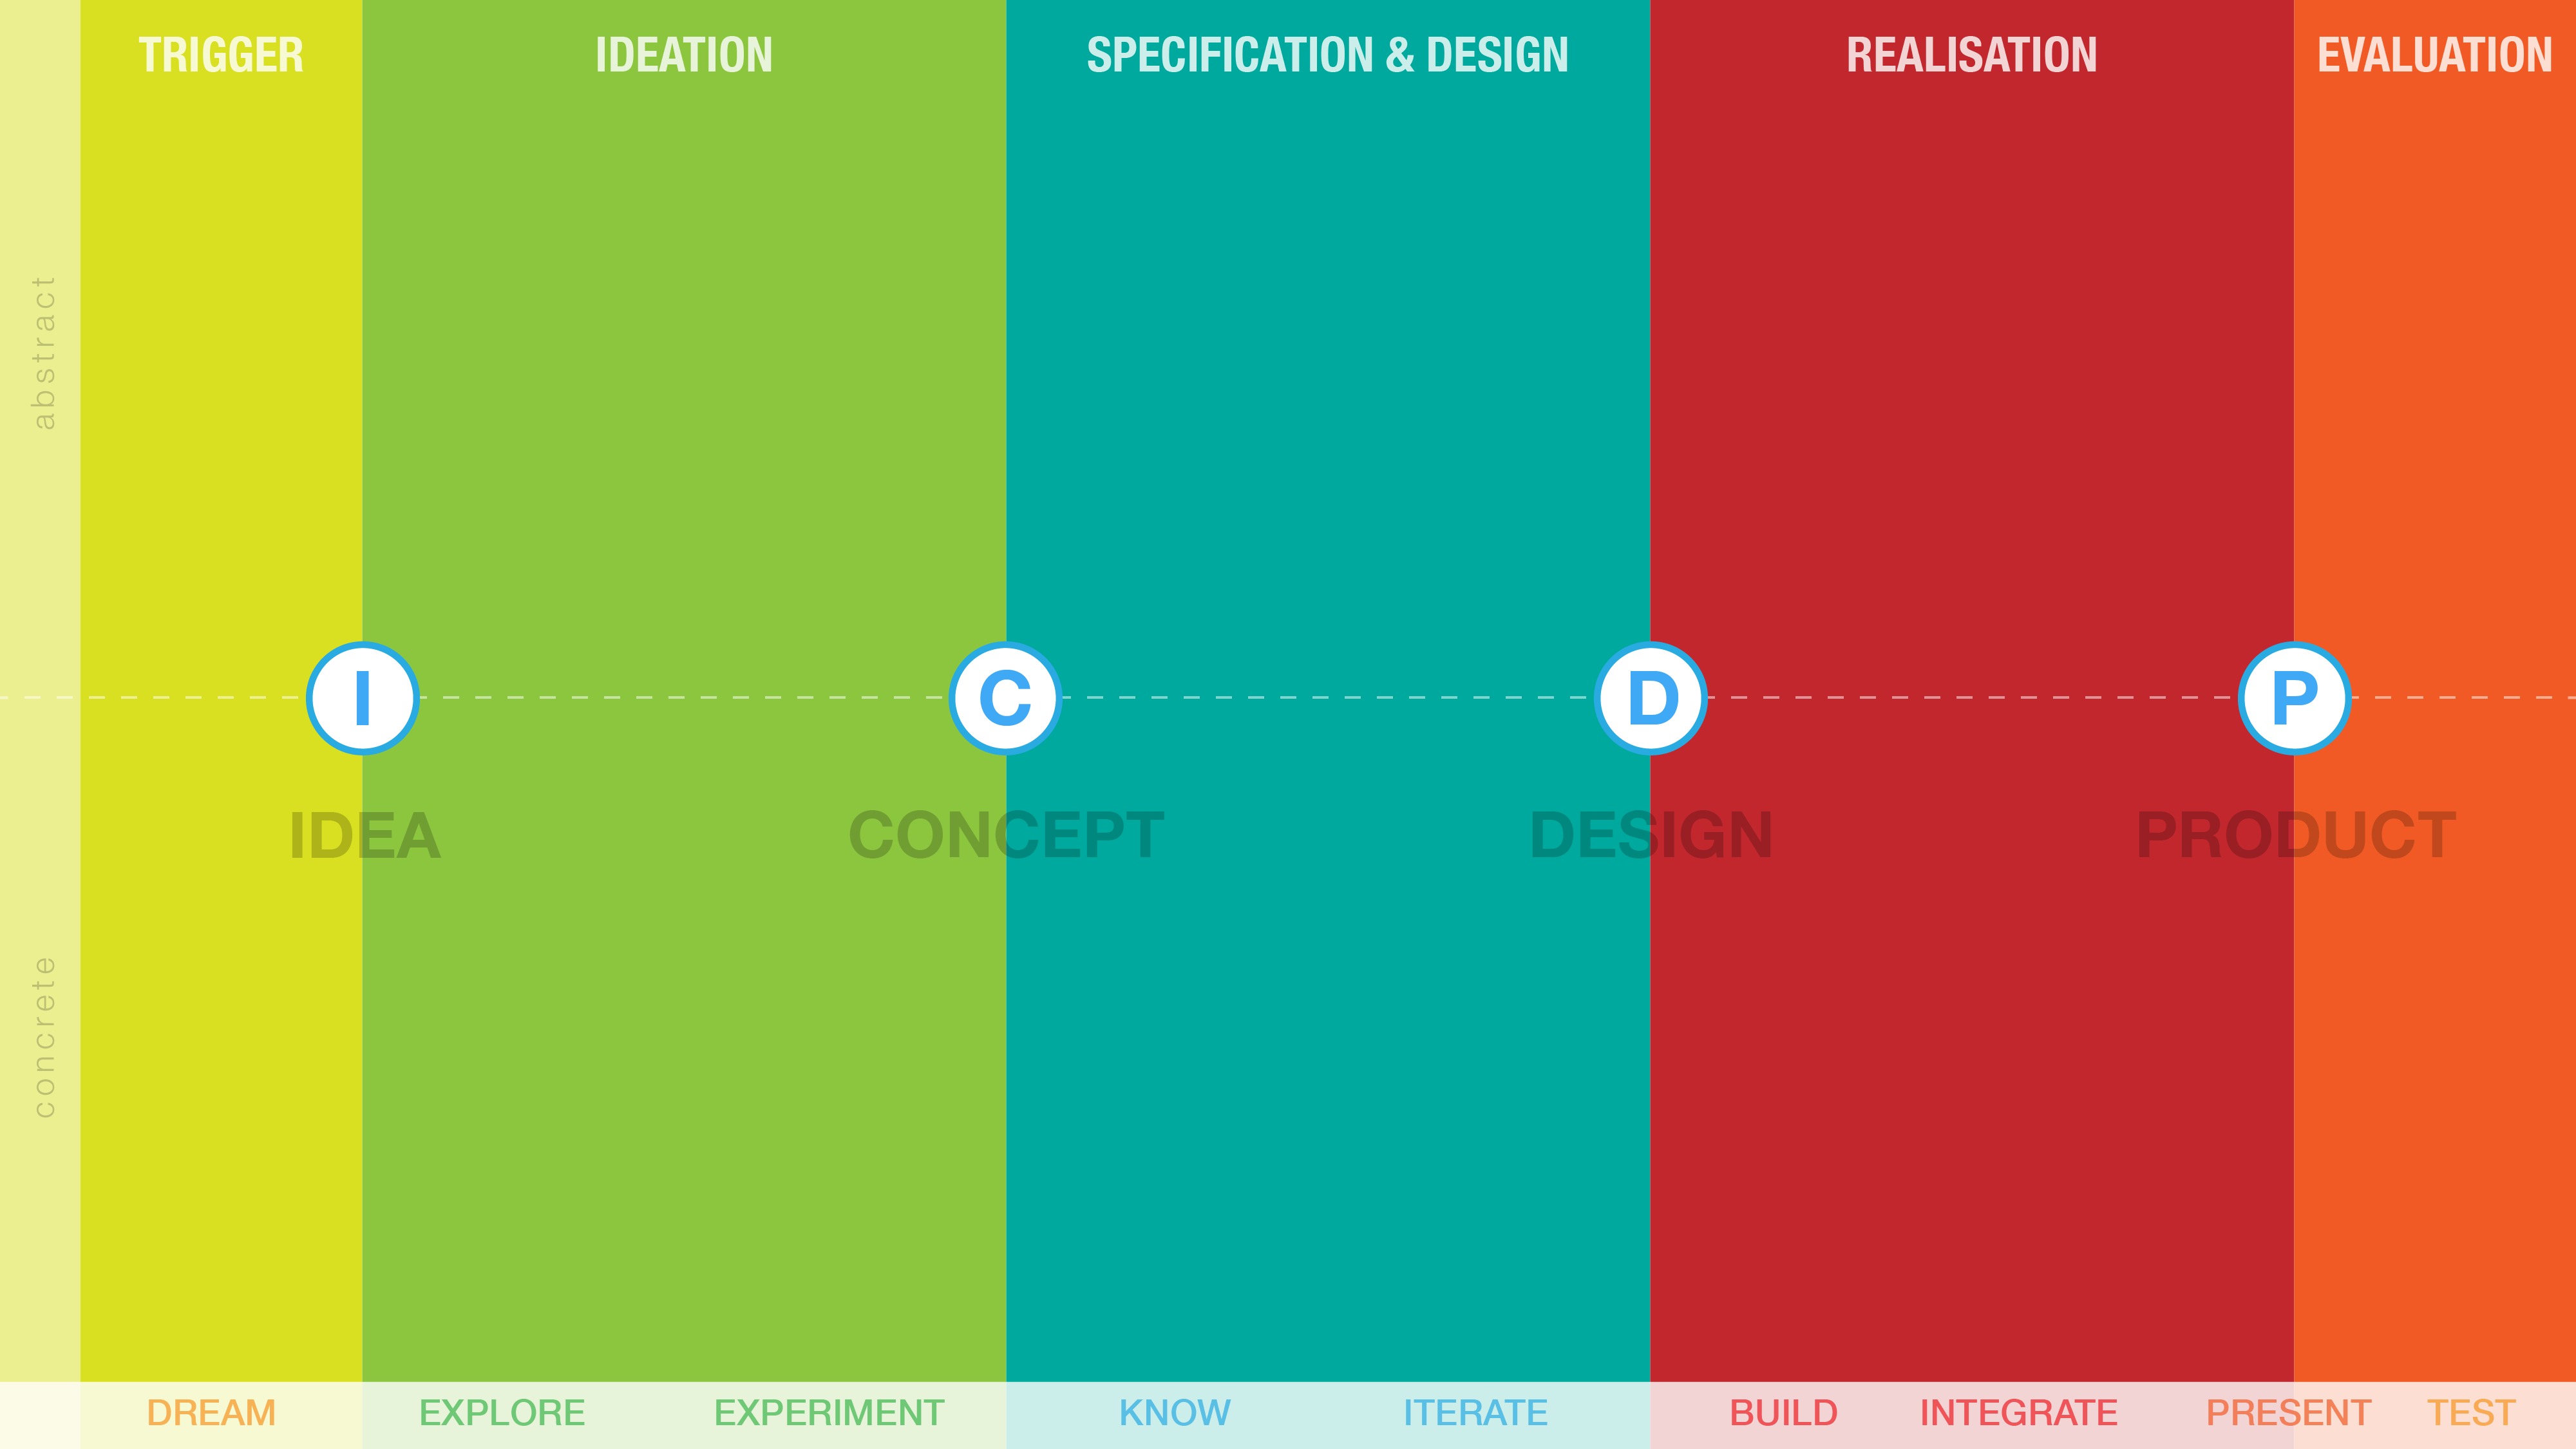 TRIGGER
IDEATION
SPECIFICATION & DESIGN
REALISATION
EVALUATION
abstract
I
C
D
P
IDEA
CONCEPT
DESIGN
PRODUCT
concrete
DREAM
EXPLORE
EXPERIMENT
KNOW
ITERATE
BUILD
INTEGRATE
PRESENT
TEST